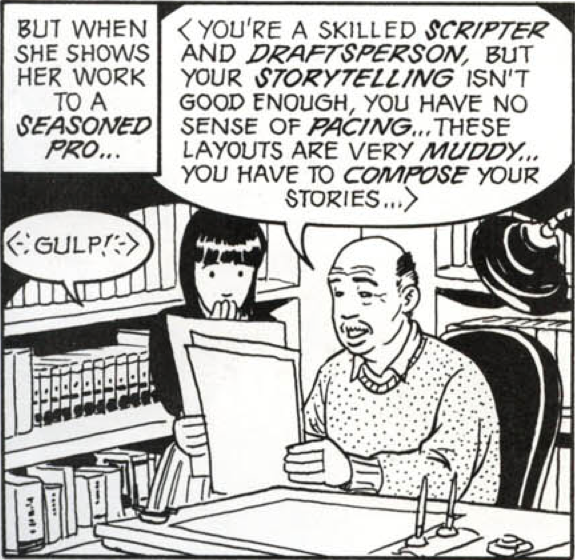 BUT WHEN
SHE SHOWS
HER WORK
TO A
SEASONED
PRO...
<YOU'RE A SKILLED SCRIPTER
AND DRAFTSPERSON, BUT
YOUR STORYTELLING ISN'T
GOOD ENOUGH, YOU HAVE NO
SENSE OF PACING...THESE
LAYOUTS ARE VERY MUDDY...
YOU HAVE TO COMPOSE YOUR
STORIES...>
<-GULP!->